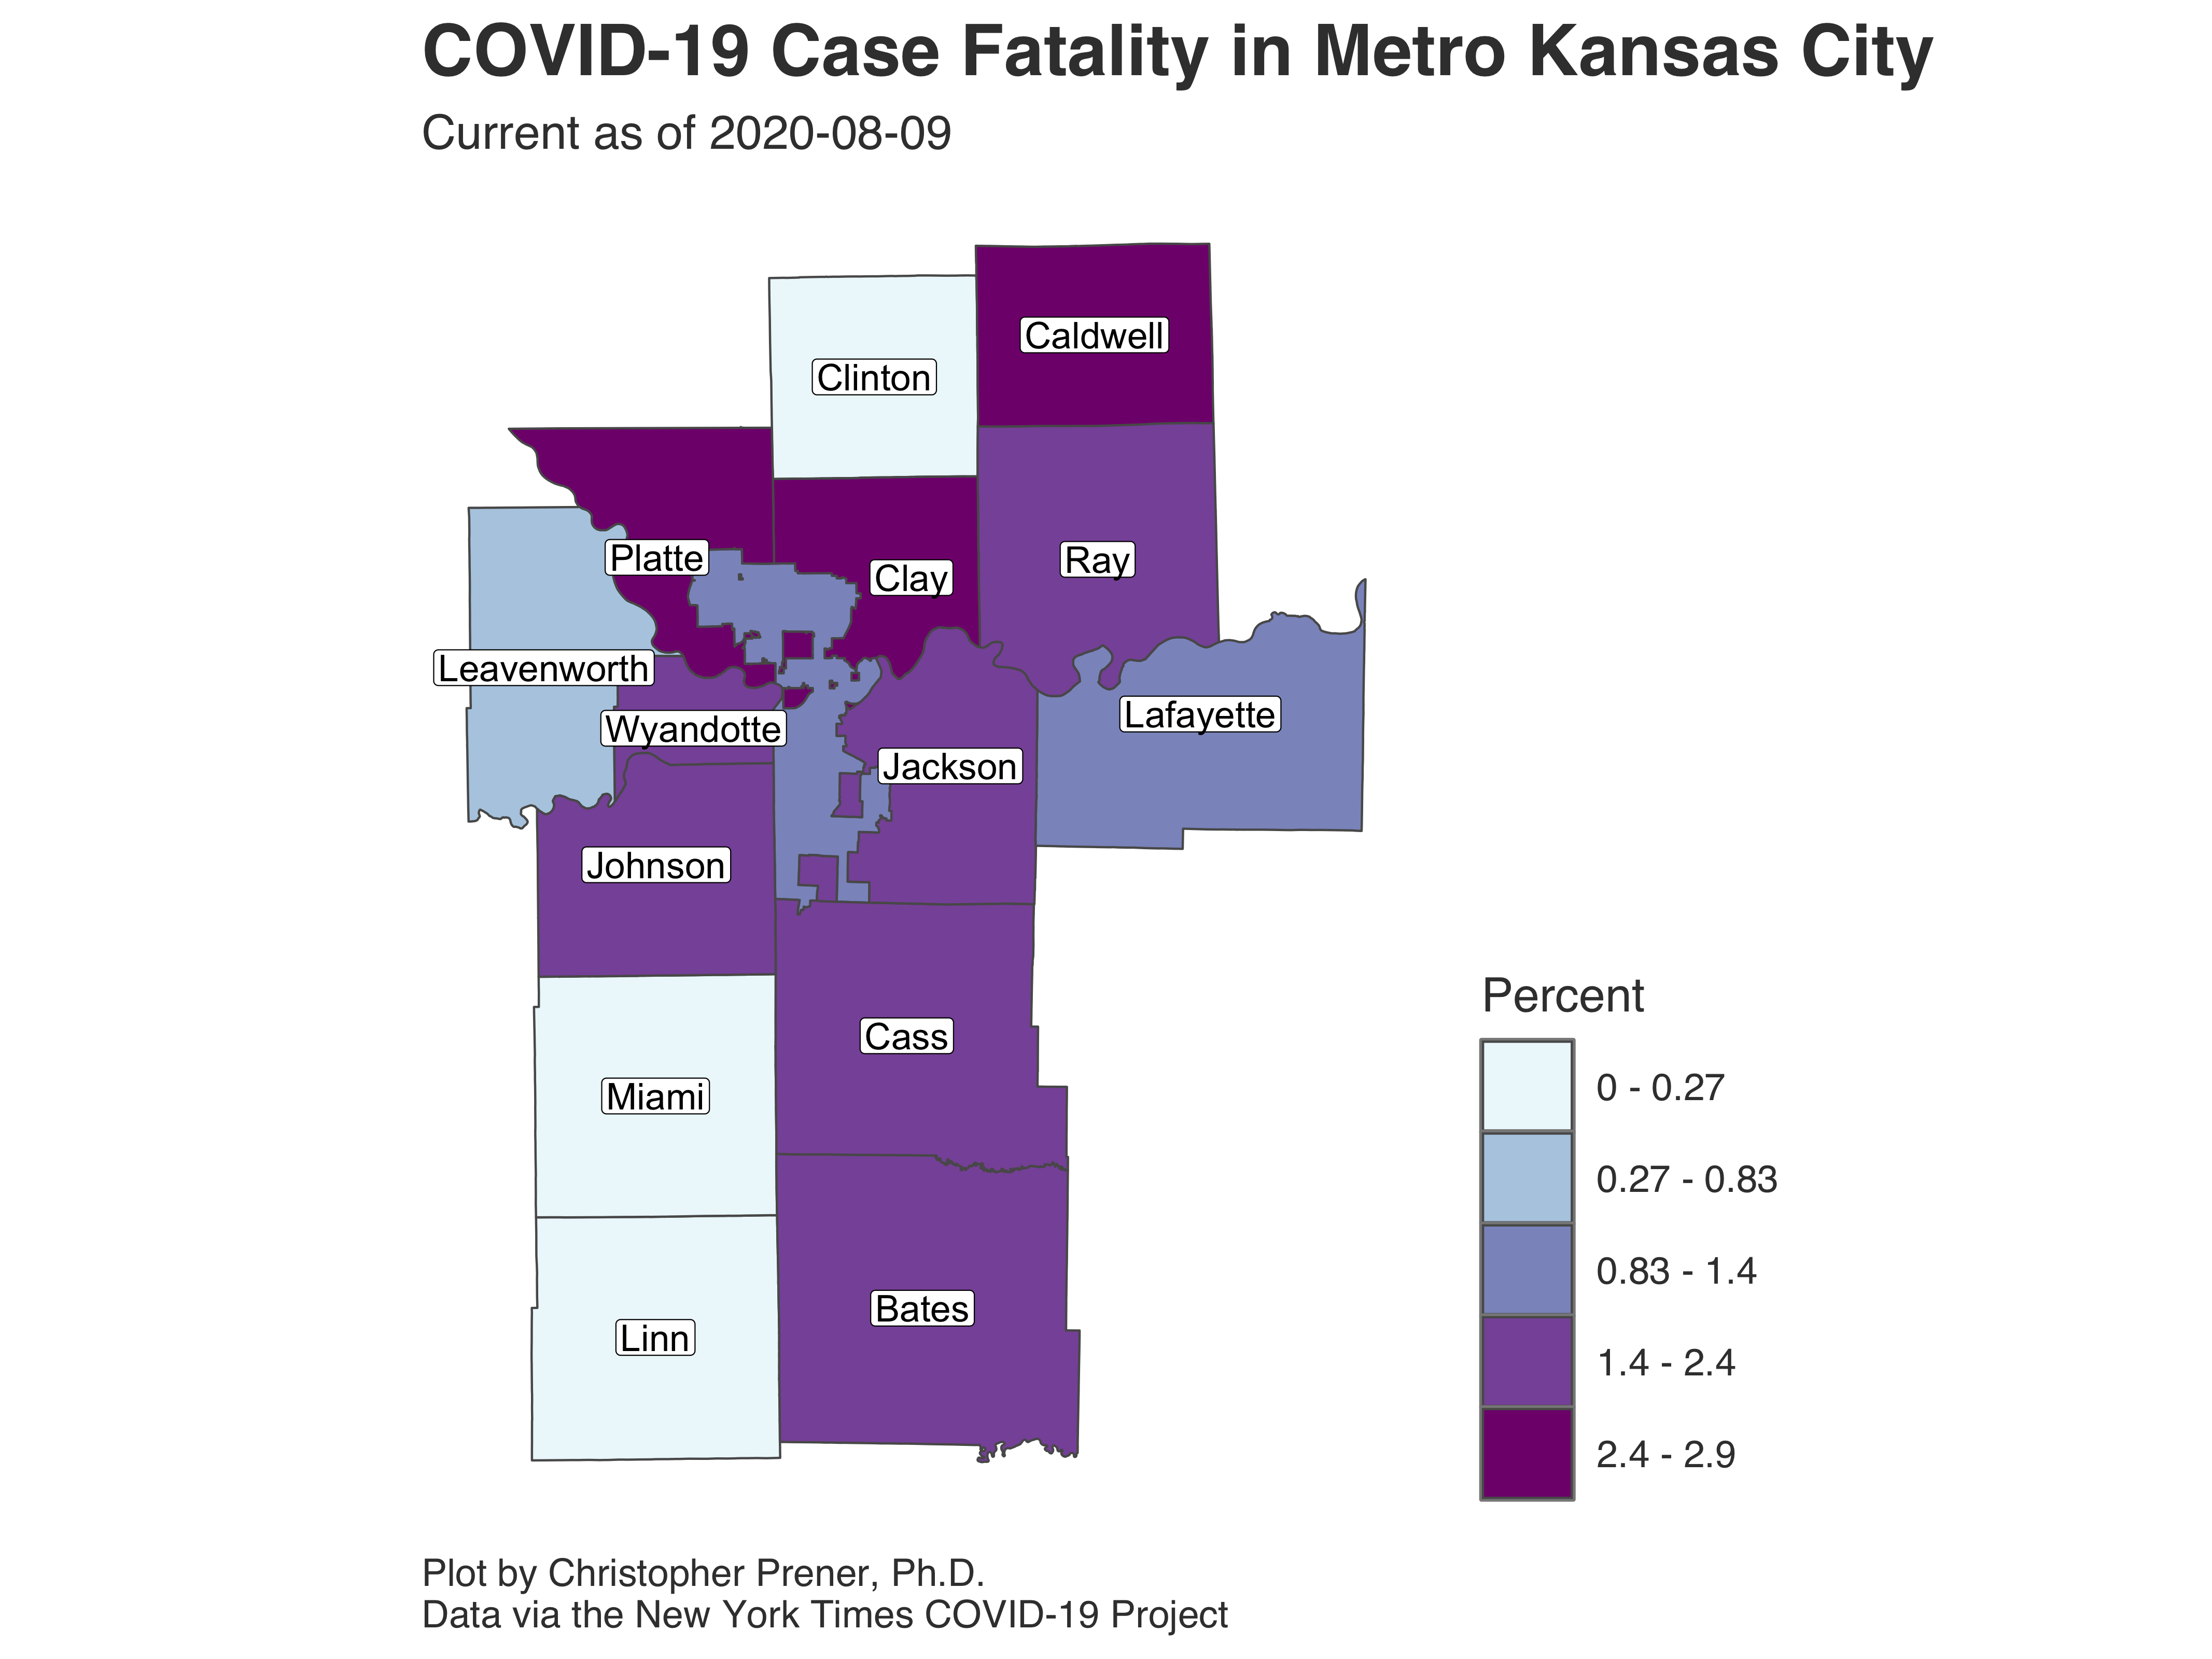 COVID-19 Case Fatality in Metro Kansas City
Current as of 2020-08-09
Caldwell
Clinton
Platte
Clay
Ray
Leavenworth
Wyandotte
Lafayette
Jackson
Johnson
Cass
Miami
Bates
Linn
Percent
0 - 0.27
0.27 - 0.83
0.83 - 1.4
1.4 - 2.4
2.4 - 2.9
Plot by Christopher Prener, Ph.D.
Data via the New York Times COVID-19 Project